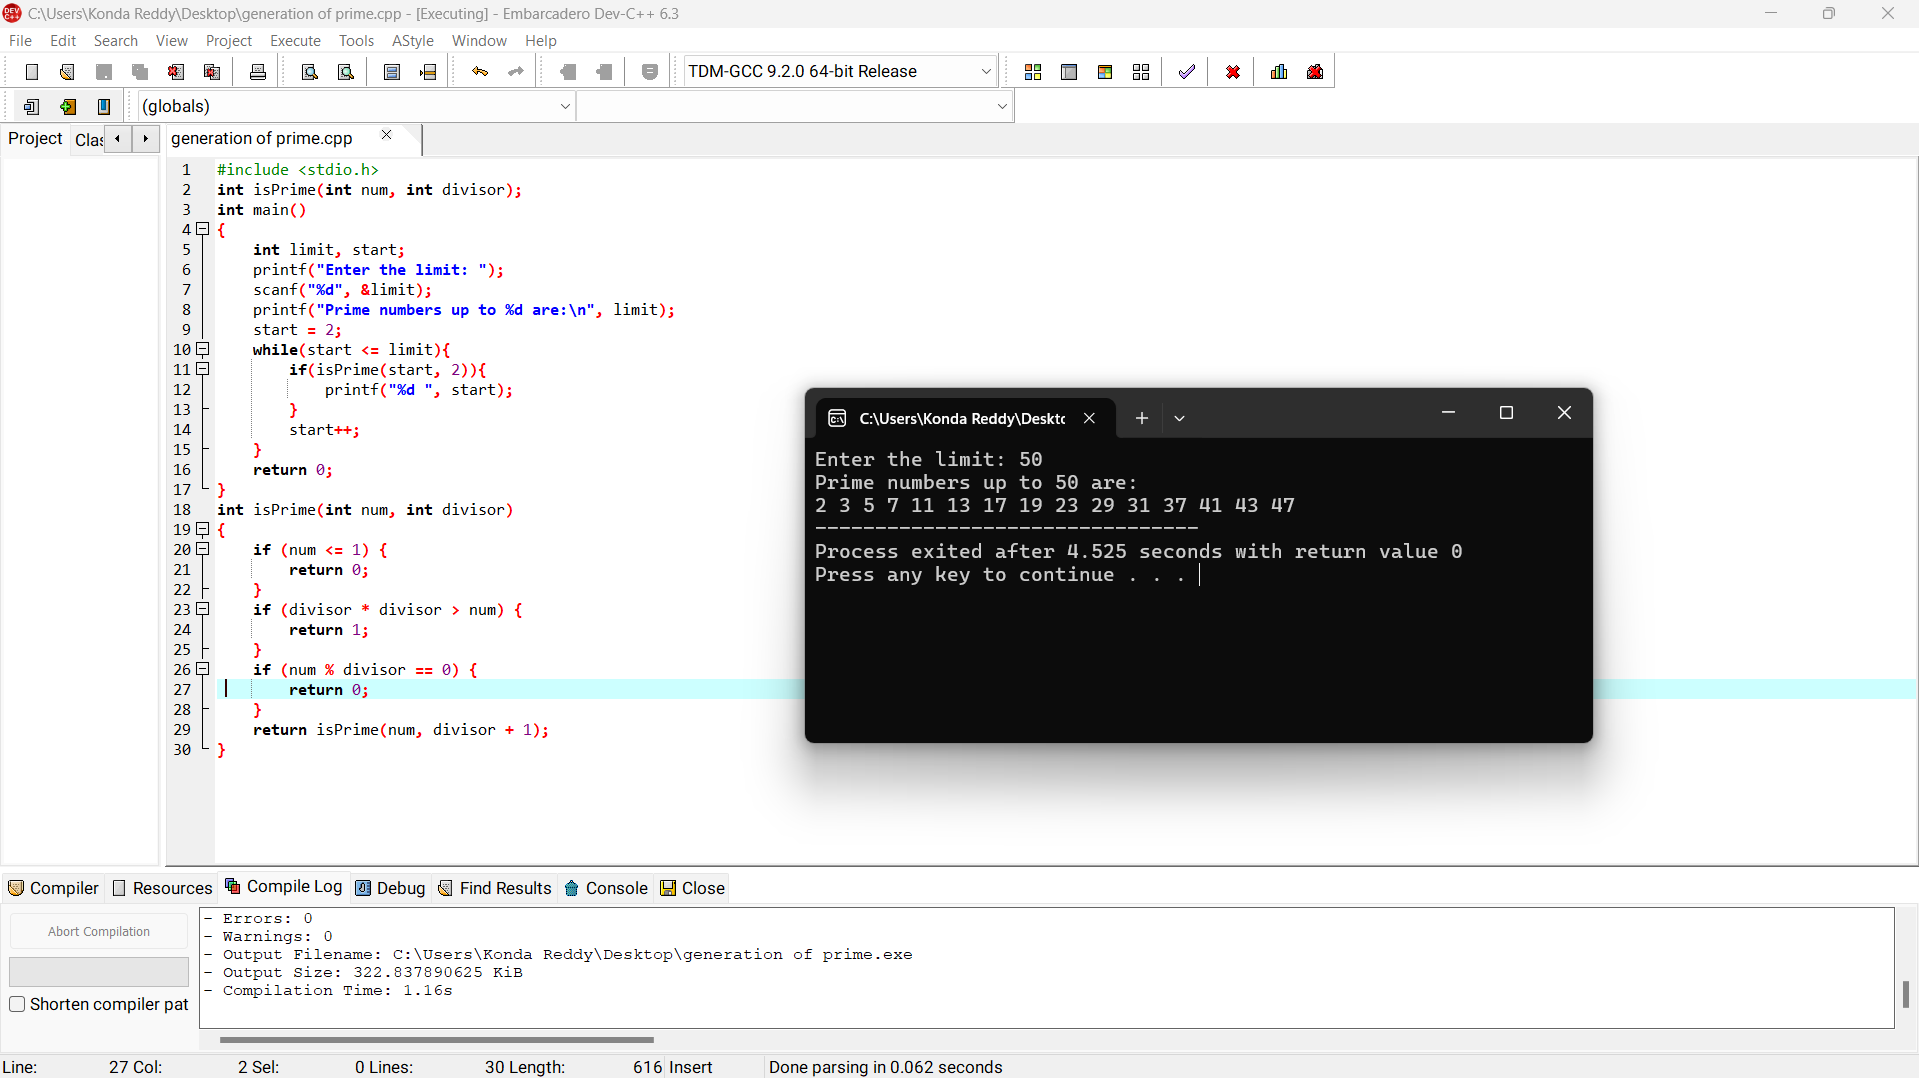 C:\Users\Konda Reddy\Desktop\generation of prime.cpp - [Executing] - Embarcadero Dev-C++ 6.3
File Edit Search View Project Execute Tools AStyle Window Help
TDM-GCC 9.2.0 64-bit Release
(globals)
Project Clas generation of prime.cpp
1 #include <stdio.h>
2 int isPrime(int num, int divisor);
3 int main()
4 {
5 int limit, start;
6 printf("Enter the limit: ");
7 scanf("%d", &limit);
8 printf("Prime numbers up to %d are:\n", limit);
9 start = 2;
10 while(start <= limit){
11 if(isPrime(start, 2)){
12 printf("%d ", start);
13 }
14 start++;
15 }
16 return 0;
17 }
18 int isPrime(int num, int divisor)
19 {
20 if (num <= 1) {
21 return 0;
22 }
23 if (divisor * divisor > num) {
24 return 1;
25 }
26 if (num % divisor == 0) {
27 return 0;
28 }
29 return isPrime(num, divisor + 1);
30 }
C:\Users\Konda Reddy\Deskto
Enter the limit: 50
Prime numbers up to 50 are:
2 3 5 7 11 13 17 19 23 29 31 37 41 43 47
--------------------------------
Process exited after 4.525 seconds with return value 0
Press any key to continue . . .
Compiler Resources Compile Log Debug Find Results Console Close
Abort Compilation
Shorten compiler pat
- Errors: 0
- Warnings: 0
- Output Filename: C:\Users\Konda Reddy\Desktop\generation of prime.exe
- Output Size: 322.837890625 KiB
- Compilation Time: 1.16s
Line: 27 Col: 2 Sel: 0 Lines: 30 Length: 616 Insert Done parsing in 0.062 seconds